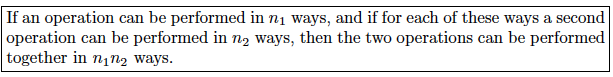 If an operation can be performed in n₁ ways, and if for each of these ways a second
operation can be performed in n₂ ways, then the two operations can be performed
together in n₁n₂ ways.